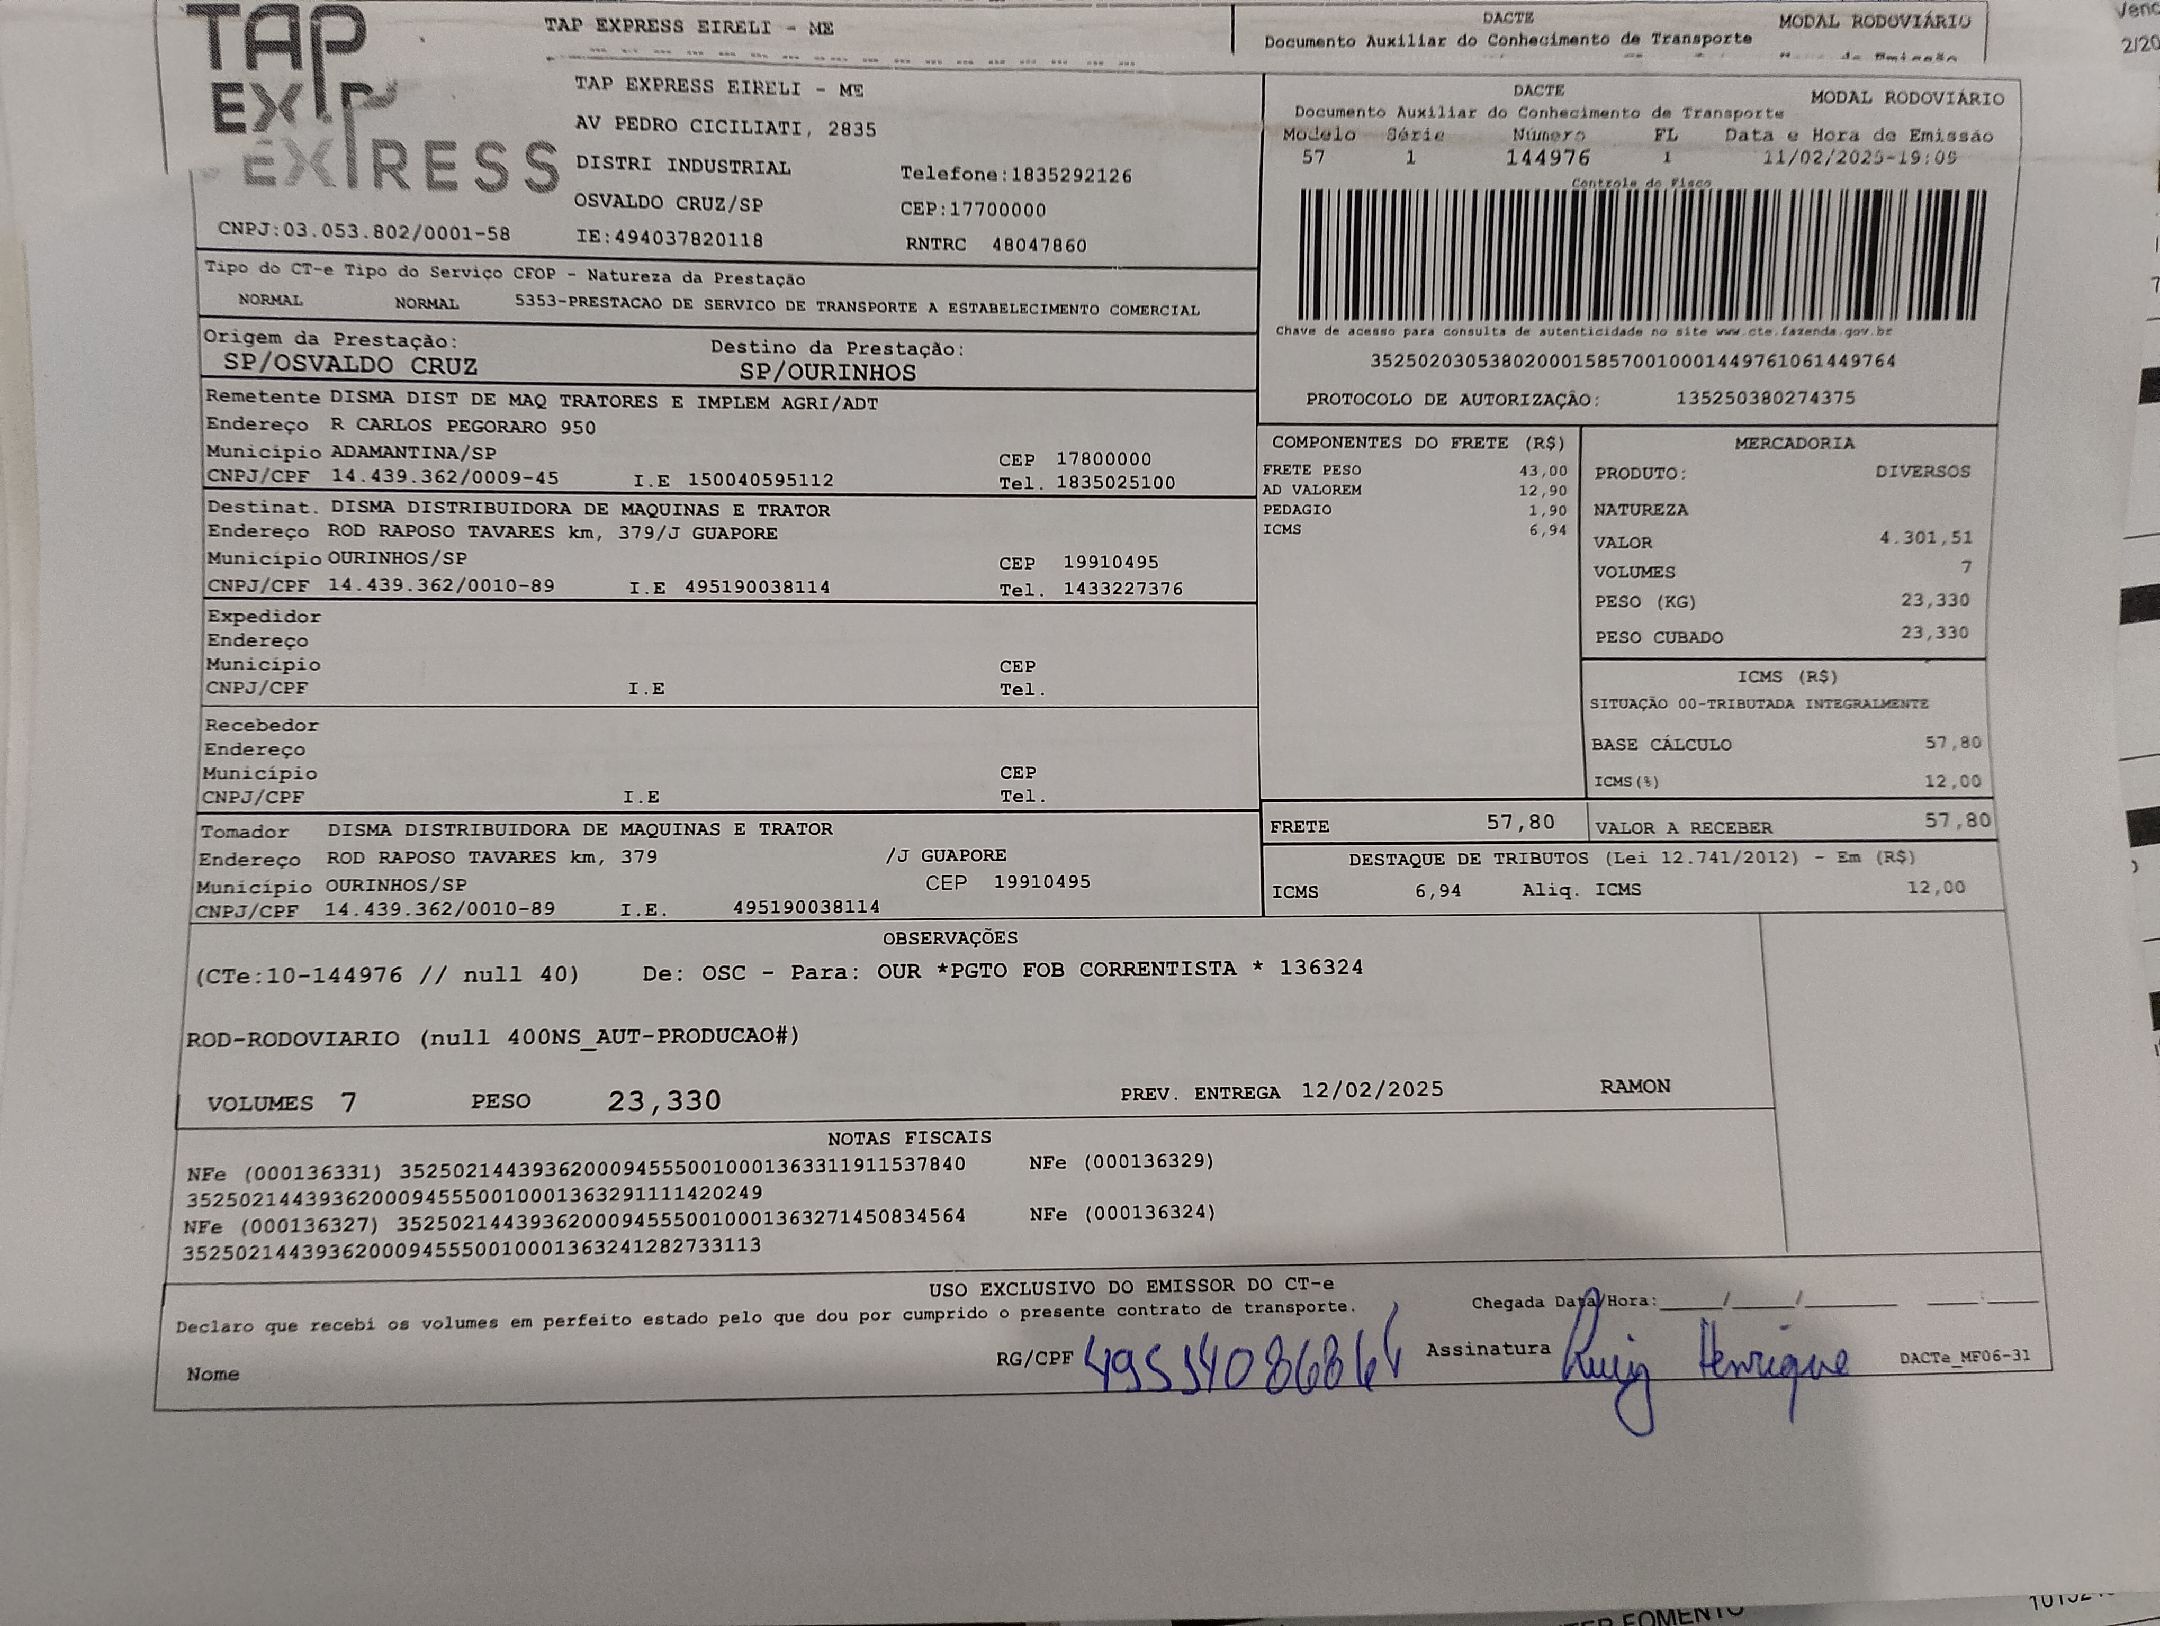 TAP
EXP
EXPRESS
TAP EXPRESS EIRELI - ME
DACTE
MODAL RODOVIÁRIO
Documento Auxiliar do Conhecimento de Transporte
TAP EXPRESS EIRELI - ME
AV PEDRO CICILIATI, 2835
DISTRI INDUSTRIAL
Telefone:1835292126
OSVALDO CRUZ/SP
CEP:17700000
CNPJ:03.053.802/0001-58
IE:494037820118
RNTRC 48047860
DACTE
MODAL RODOVIÁRIO
Documento Auxiliar do Conhecimento de Transporte
Modelo Série Número FL Data e Hora de Emissão
57 1 144976 1 11/02/2025-19:05
Controle do Fisco
Chave de acesso para consulta de autenticidade no site www.cte.fazenda.gov.br
35250203053802000158570010001449761061449764
PROTOCOLO DE AUTORIZAÇÃO: 135250380274375
Tipo do CT-e Tipo do Serviço CFOP - Natureza da Prestação
NORMAL NORMAL 5353-PRESTACAO DE SERVICO DE TRANSPORTE A ESTABELECIMENTO COMERCIAL
Origem da Prestação: Destino da Prestação:
SP/OSVALDO CRUZ SP/OURINHOS
Remetente DISMA DIST DE MAQ TRATORES E IMPLEM AGRI/ADT
Endereço R CARLOS PEGORARO 950
Município ADAMANTINA/SP CEP 17800000
CNPJ/CPF 14.439.362/0009-45 I.E 150040595112 Tel. 1835025100
Destinat. DISMA DISTRIBUIDORA DE MAQUINAS E TRATOR
Endereço ROD RAPOSO TAVARES km, 379/J GUAPORE
Município OURINHOS/SP CEP 19910495
CNPJ/CPF 14.439.362/0010-89 I.E 495190038114 Tel. 1433227376
Expedidor
Endereço
Município CEP
CNPJ/CPF I.E Tel.
Recebedor
Endereço
Município CEP
CNPJ/CPF I.E Tel.
Tomador DISMA DISTRIBUIDORA DE MAQUINAS E TRATOR
Endereço ROD RAPOSO TAVARES km, 379 /J GUAPORE
Município OURINHOS/SP CEP 19910495
CNPJ/CPF 14.439.362/0010-89 I.E. 495190038114
COMPONENTES DO FRETE (R$)
FRETE PESO 43,00
AD VALOREM 12,90
PEDAGIO 1,90
ICMS 6,94
MERCADORIA
PRODUTO: DIVERSOS
NATUREZA
VALOR 4.301,51
VOLUMES 7
PESO (KG) 23,330
PESO CUBADO 23,330
ICMS (R$)
SITUAÇÃO 00-TRIBUTADA INTEGRALMENTE
BASE CÁLCULO 57,80
ICMS(%) 12,00
FRETE 57,80 VALOR A RECEBER 57,80
DESTAQUE DE TRIBUTOS (Lei 12.741/2012) - Em (R$)
ICMS 6,94 Aliq. ICMS 12,00
OBSERVAÇÕES
(CTe:10-144976 // null 40) De: OSC - Para: OUR *PGTO FOB CORRENTISTA * 136324
ROD-RODOVIARIO (null 400NS_AUT-PRODUCAO#)
VOLUMES 7 PESO 23,330 PREV. ENTREGA 12/02/2025 RAMON
NOTAS FISCAIS
NFe (000136331) 35250214439362000945550010001363311911537840 NFe (000136329)
35250214439362000945550010001363291111420249
NFe (000136327) 35250214439362000945550010001363271450834564 NFe (000136324)
35250214439362000945550010001363241282733113
USO EXCLUSIVO DO EMISSOR DO CT-e
Declaro que recebi os volumes em perfeito estado pelo que dou por cumprido o presente contrato de transporte. Chegada Data/Hora:____/____/______ ____:____
Nome RG/CPF Assinatura Henrique DACTe_MF06-31
FOMENTO